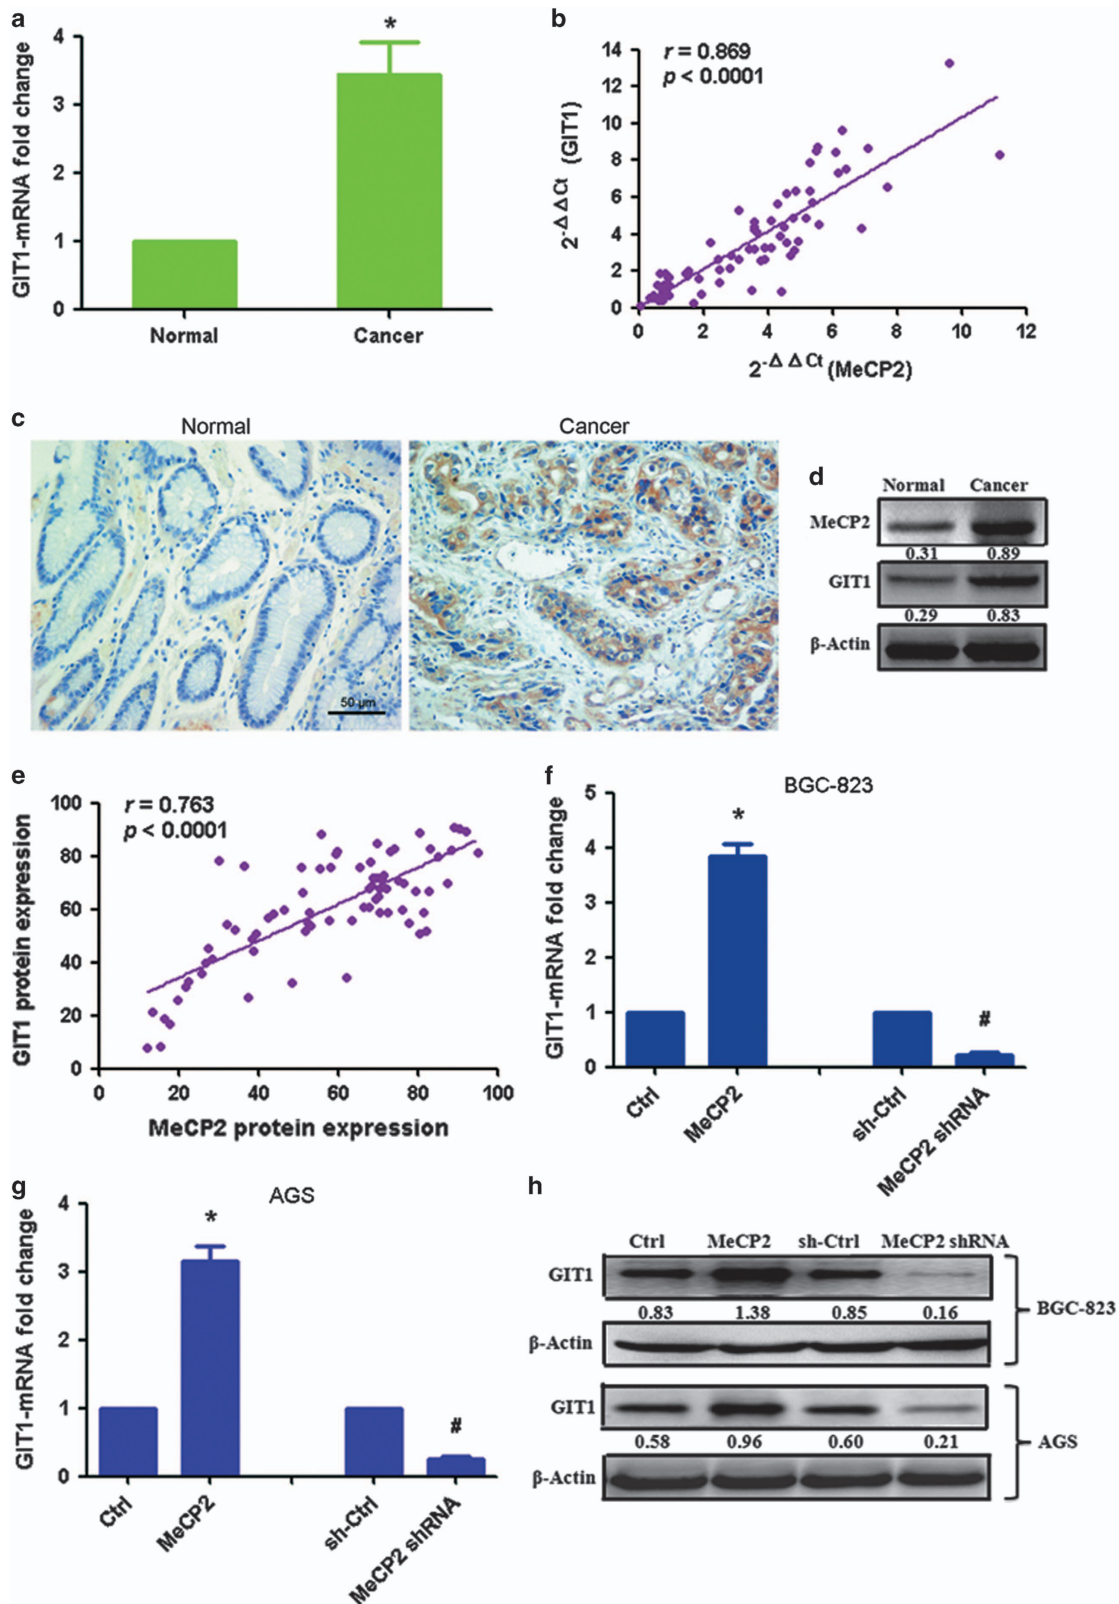 a
4
3
2
1
0
GIT1-mRNA fold change
*
Normal
Cancer
b
r = 0.869
p < 0.0001
14
12
10
8
6
4
2
0
2-ΔΔCt (GIT1)
0 2 4 6 8 10 12
2-Δ Δ Ct (MeCP2)
c
Normal
Cancer
50 µm
d
Normal Cancer
MeCP2
0.31 0.89
GIT1
0.29 0.83
β-Actin
e
r = 0.763
p < 0.0001
100
80
60
40
20
0
GIT1 protein expression
0 20 40 60 80 100
MeCP2 protein expression
f
BGC-823
5
4
3
2
1
0
GIT1-mRNA fold change
*
#
Ctrl
MeCP2
sh-Ctrl
MeCP2 shRNA
g
AGS
4
3
2
1
0
GIT1-mRNA fold change
*
#
Ctrl
MeCP2
sh-Ctrl
MeCP2 shRNA
h
Ctrl MeCP2 sh-Ctrl MeCP2 shRNA
GIT1
0.83 1.38 0.85 0.16
BGC-823
β-Actin
GIT1
0.58 0.96 0.60 0.21
AGS
β-Actin